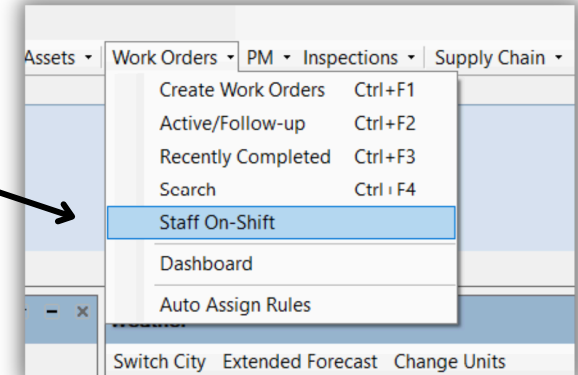 Assets Work Orders PM Inspections Supply Chain
Create Work Orders Ctrl+F1
Active/Follow-up Ctrl+F2
Recently Completed Ctrl+F3
Search Ctrl+F4
Staff On-Shift
Dashboard
Auto Assign Rules
Weather
Switch City Extended Forecast Change Units